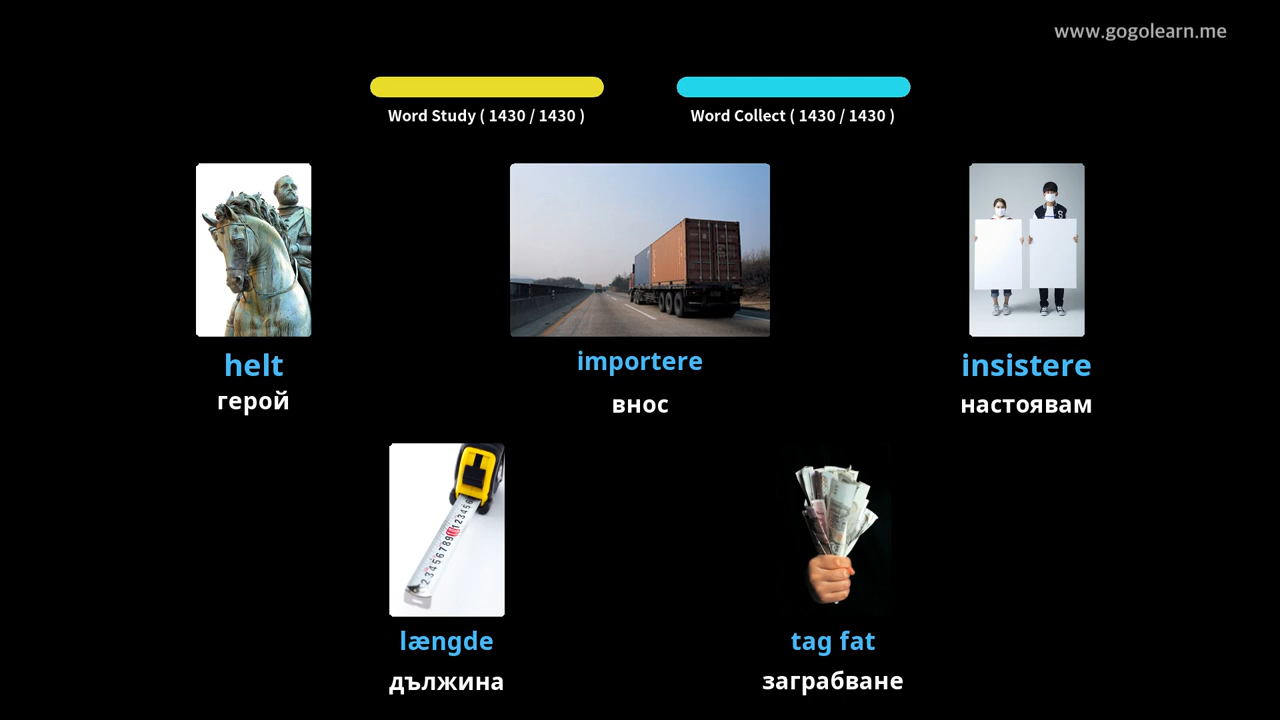 www.gogolearn.me
Word Study ( 1430 / 1430 )
Word Collect ( 1430 / 1430 )
helt
герой
importere
внос
insistere
настоявам
længde
дължина
tag fat
заграбване